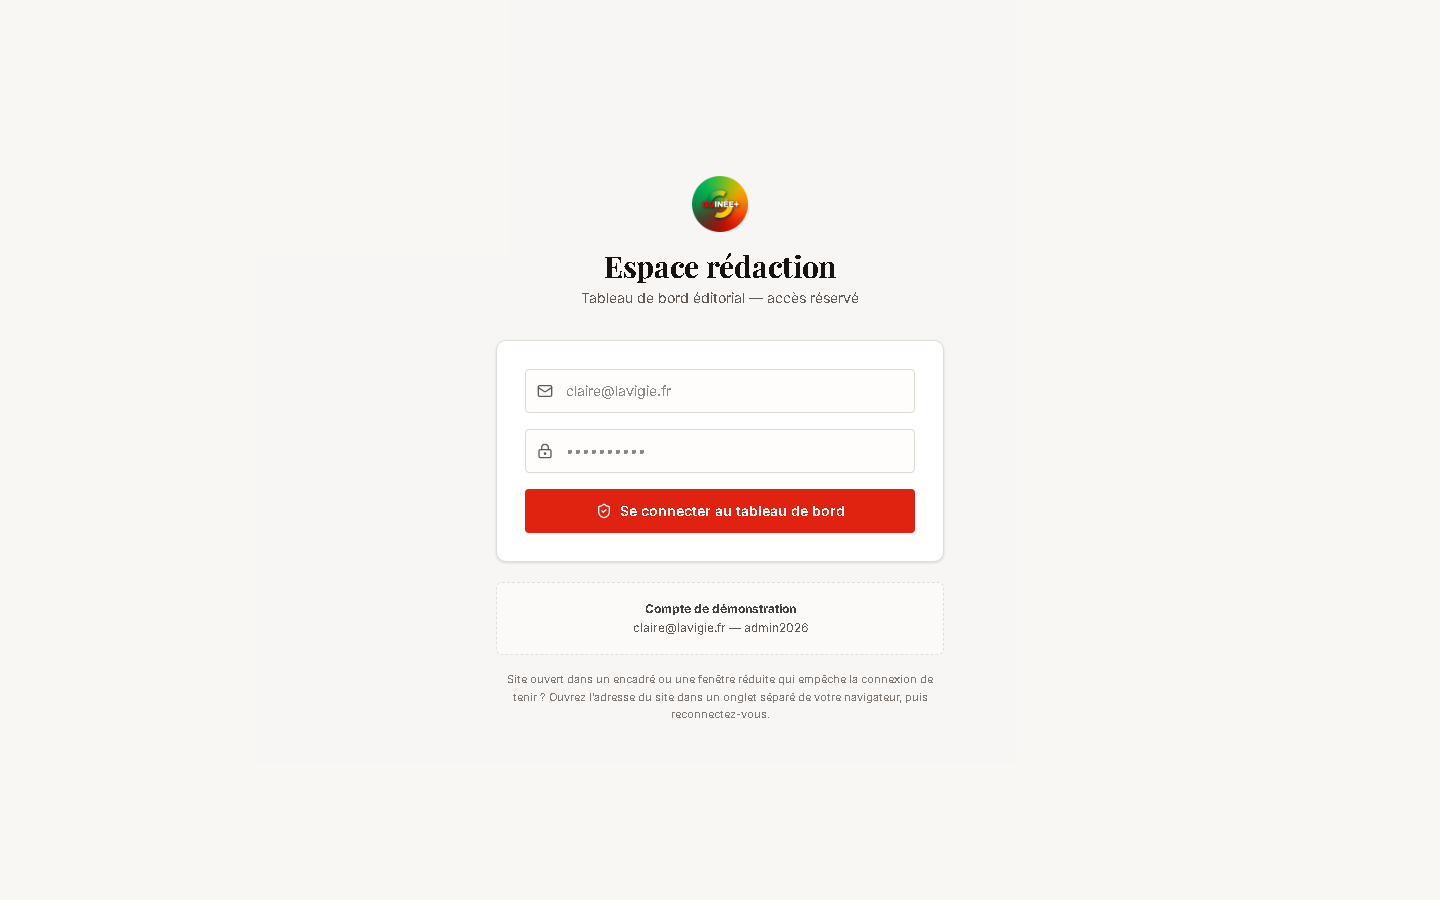 GUINÉE+
Espace rédaction
Tableau de bord éditorial — accès réservé
claire@lavigie.fr
••••••••••
Se connecter au tableau de bord
Compte de démonstration
claire@lavigie.fr — admin2026
Site ouvert dans un encadré ou une fenêtre réduite qui empêche la connexion de
tenir ? Ouvrez l'adresse du site dans un onglet séparé de votre navigateur, puis
reconnectez-vous.